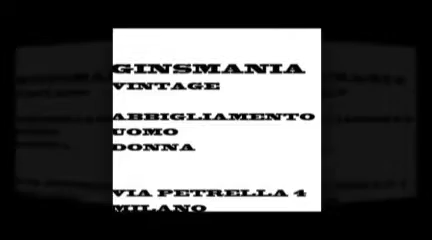 GINSMANIA
VINTAGE
ABBIGLIAMENTO
UOMO
DONNA
VIA PETRELLA 4
MILANO